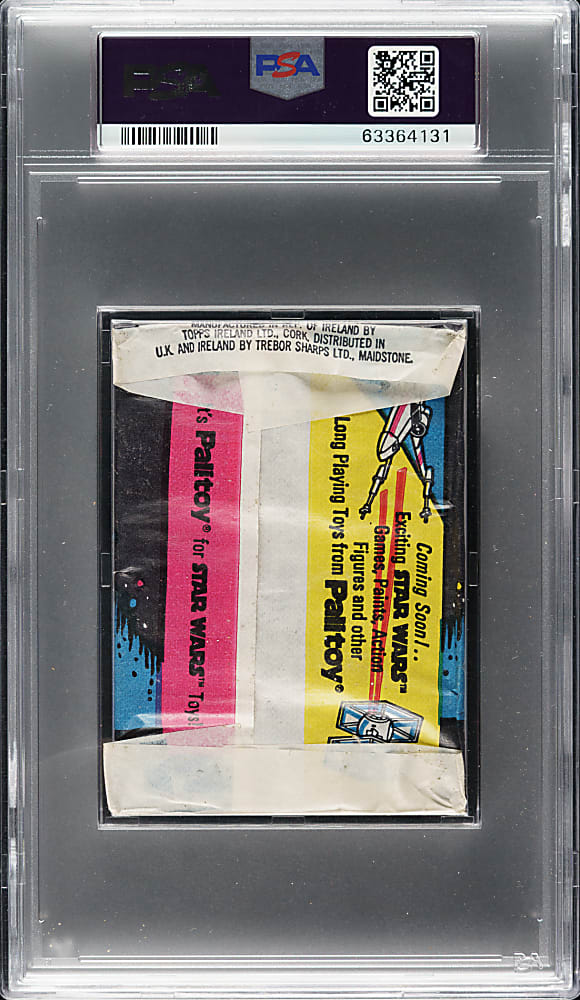 PSA
PSA
63364131
MANUFACTURED IN REP. OF IRELAND BY
TOPPS IRELAND LTD., CORK, DISTRIBUTED IN
U.K. AND IRELAND BY TREBOR SHARPS LTD., MAIDSTONE.
Coming Soon!..
Exciting STAR WARS™
Games, Paints, Action
Figures and other
Long Playing Toys from Palitoy®
t's Palitoy® for STAR WARS™ Toys!
PSA